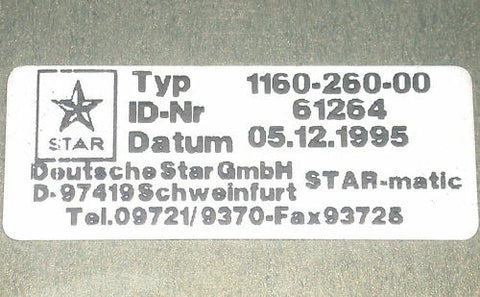 Typ 1160-260-00
ID-Nr 61264
STAR Datum 05.12.1995
Deutsche Star GmbH
D-97419 Schweinfurt STAR-matic
Tel.09721/9370-Fax93725